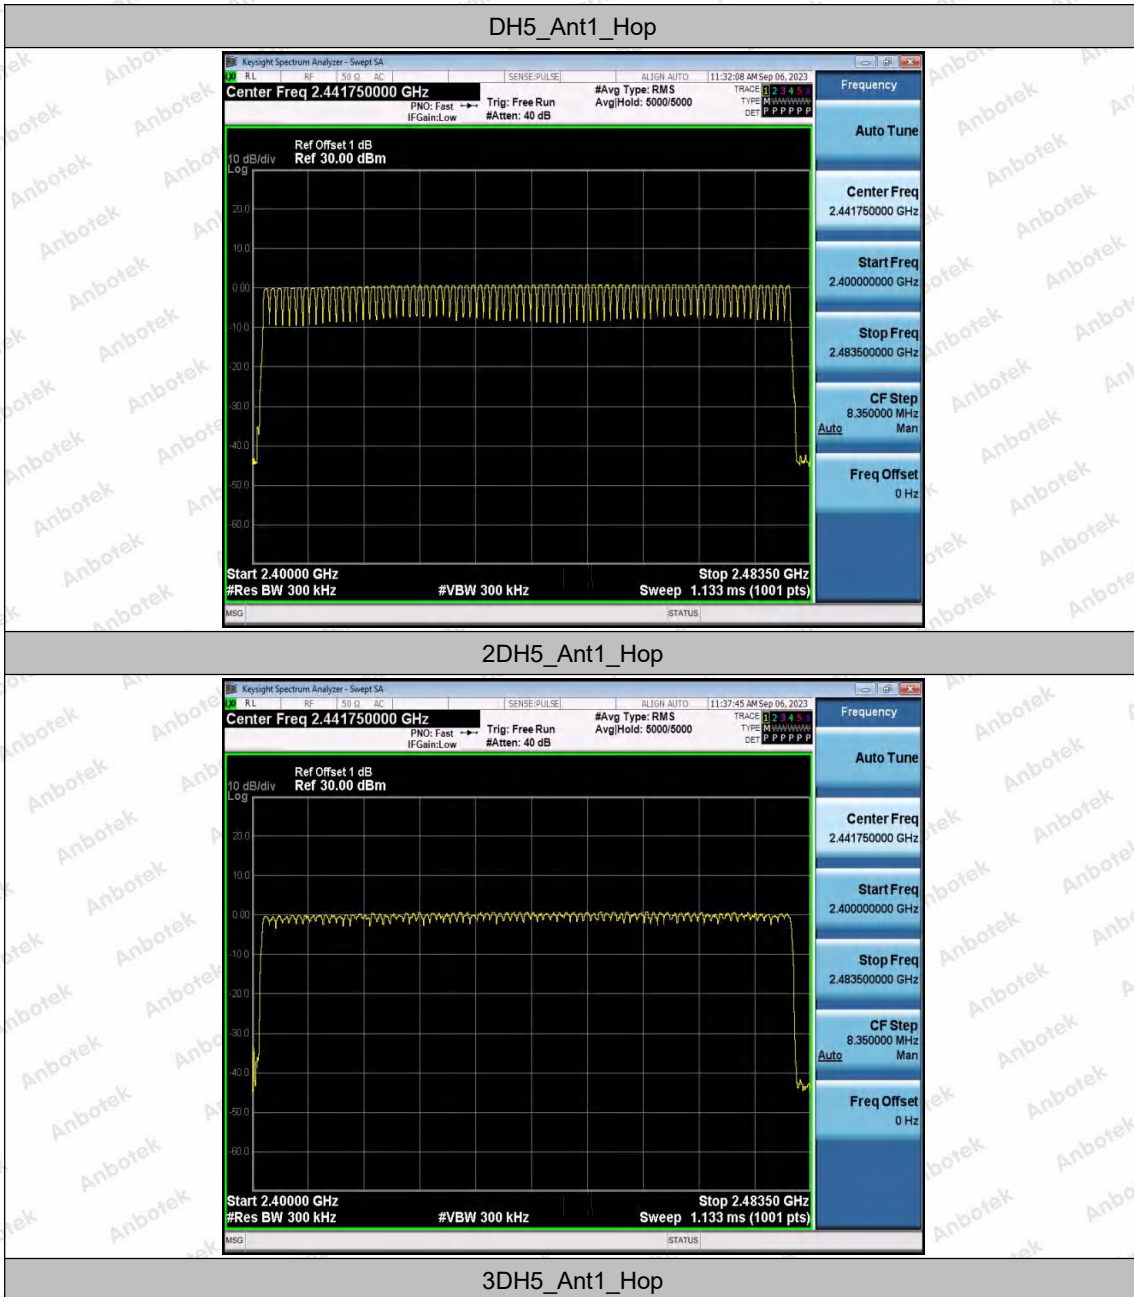 DH5_Ant1_Hop
Keysight Spectrum Analyzer - Swept SA
RL RF 50 Ω AC SENSE:PULSE ALIGN AUTO 11:32:08 AM Sep 06, 2023
Center Freq 2.441750000 GHz
PNO: Fast
IFGain:Low
Trig: Free Run
#Atten: 40 dB
#Avg Type: RMS
Avg|Hold: 5000/5000
TRACE 1 2 3 4 5
TYPE M
DET P P P P P P
Ref Offset 1 dB
10 dB/div Ref 30.00 dBm
Log
20.0
10.0
0.00
-10.0
-20.0
-30.0
-40.0
-50.0
-60.0
Start 2.40000 GHz Stop 2.48350 GHz
#Res BW 300 kHz #VBW 300 kHz Sweep 1.133 ms (1001 pts)
MSG STATUS
Frequency
Auto Tune
Center Freq
2.441750000 GHz
Start Freq
2.400000000 GHz
Stop Freq
2.483500000 GHz
CF Step
8.350000 MHz
Auto Man
Freq Offset
0 Hz
2DH5_Ant1_Hop
Keysight Spectrum Analyzer - Swept SA
RL RF 50 Ω AC SENSE:PULSE ALIGN AUTO 11:37:45 AM Sep 06, 2023
Center Freq 2.441750000 GHz
PNO: Fast
IFGain:Low
Trig: Free Run
#Atten: 40 dB
#Avg Type: RMS
Avg|Hold: 5000/5000
TRACE 1 2 3 4 5
TYPE M
DET P P P P P P
Ref Offset 1 dB
10 dB/div Ref 30.00 dBm
Log
20.0
10.0
0.00
-10.0
-20.0
-30.0
-40.0
-50.0
-60.0
Start 2.40000 GHz Stop 2.48350 GHz
#Res BW 300 kHz #VBW 300 kHz Sweep 1.133 ms (1001 pts)
MSG STATUS
Frequency
Auto Tune
Center Freq
2.441750000 GHz
Start Freq
2.400000000 GHz
Stop Freq
2.483500000 GHz
CF Step
8.350000 MHz
Auto Man
Freq Offset
0 Hz
3DH5_Ant1_Hop
Anbotek